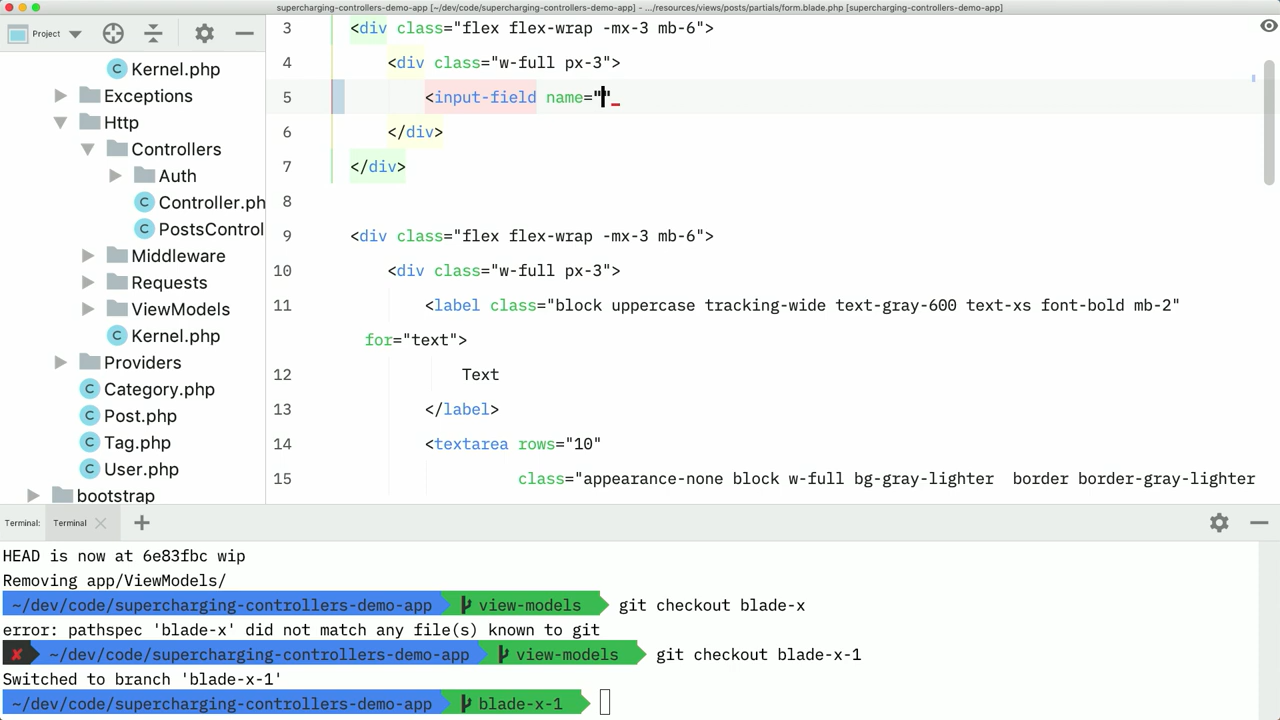 supercharging-controllers-demo-app [~/dev/code/supercharging-controllers-demo-app] - .../resources/views/posts/partials/form.blade.php [supercharging-controllers-demo-app]
Project
Kernel.php
Exceptions
Http
Controllers
Auth
Controller.ph
PostsControl
Middleware
Requests
ViewModels
Kernel.php
Providers
Category.php
Post.php
Tag.php
User.php
bootstrap
3 <div class="flex flex-wrap -mx-3 mb-6">
4 <div class="w-full px-3">
5 <input-field name=""
6 </div>
7 </div>
8
9 <div class="flex flex-wrap -mx-3 mb-6">
10 <div class="w-full px-3">
11 <label class="block uppercase tracking-wide text-gray-600 text-xs font-bold mb-2"
for="text">
12 Text
13 </label>
14 <textarea rows="10"
15 class="appearance-none block w-full bg-gray-lighter  border border-gray-lighter
Terminal: Terminal
HEAD is now at 6e83fbc wip
Removing app/ViewModels/
~/dev/code/supercharging-controllers-demo-app view-models git checkout blade-x
error: pathspec 'blade-x' did not match any file(s) known to git
✘ ~/dev/code/supercharging-controllers-demo-app view-models git checkout blade-x-1
Switched to branch 'blade-x-1'
~/dev/code/supercharging-controllers-demo-app blade-x-1